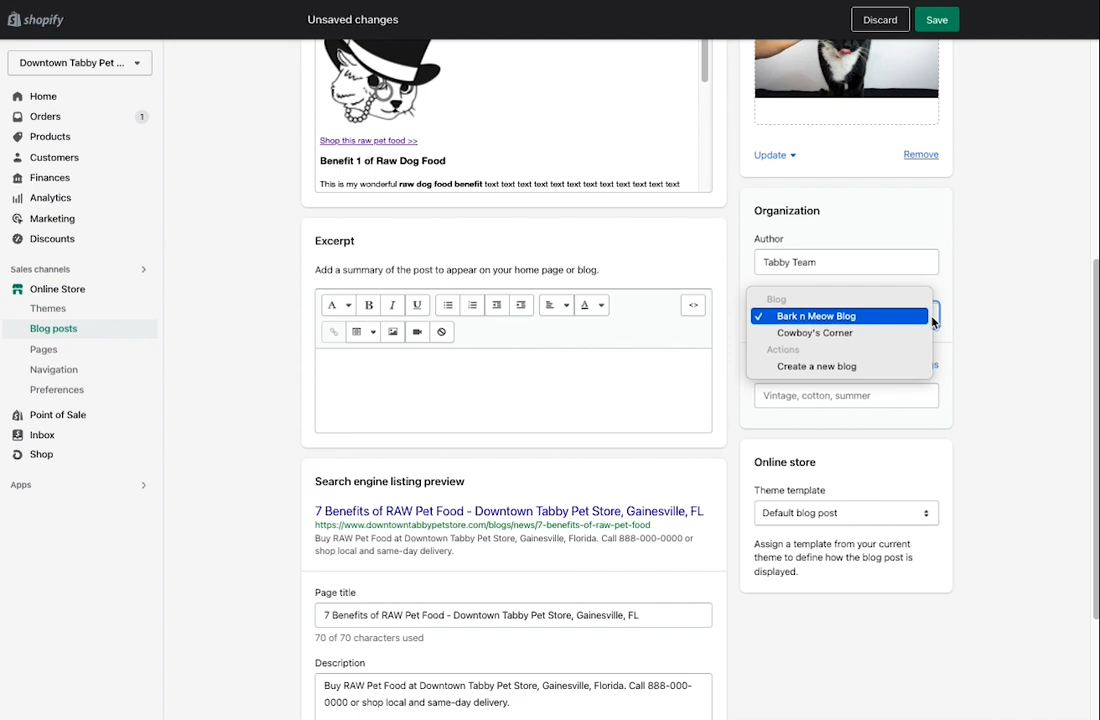 shopify
Unsaved changes
Discard
Save
Downtown Tabby Pet ...
Home
Orders
1
Products
Customers
Finances
Analytics
Marketing
Discounts
Sales channels
Online Store
Themes
Blog posts
Pages
Navigation
Preferences
Point of Sale
Inbox
Shop
Apps
Shop this raw pet food >>
Benefit 1 of Raw Dog Food
This is my wonderful raw dog food benefit text text text text text text text text text text text
Excerpt
Add a summary of the post to appear on your home page or blog.
A
B
I
U
A
<>
Search engine listing preview
7 Benefits of RAW Pet Food - Downtown Tabby Pet Store, Gainesville, FL
https://www.downtowntabbypetstore.com/blogs/news/7-benefits-of-raw-pet-food
Buy RAW Pet Food at Downtown Tabby Pet Store, Gainesville, Florida. Call 888-000-0000 or
shop local and same-day delivery.
Page title
7 Benefits of RAW Pet Food - Downtown Tabby Pet Store, Gainesville, FL
70 of 70 characters used
Description
Buy RAW Pet Food at Downtown Tabby Pet Store, Gainesville, Florida. Call 888-000-
0000 or shop local and same-day delivery.
Update
Remove
Organization
Author
Tabby Team
Blog
✓ Bark n Meow Blog
Cowboy's Corner
Actions
Create a new blog
Vintage, cotton, summer
Online store
Theme template
Default blog post
Assign a template from your current
theme to define how the blog post is
displayed.